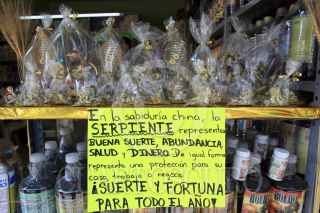 En la sabiduría china, la
SERPIENTE representa
BUENA SUERTE, ABUNDANCIA,
SALUD y DINERO. De igual forma
representa una protección para su
casa, trabajo o negocio.
¡SUERTE Y FORTUNA
PARA TODO EL AÑO!